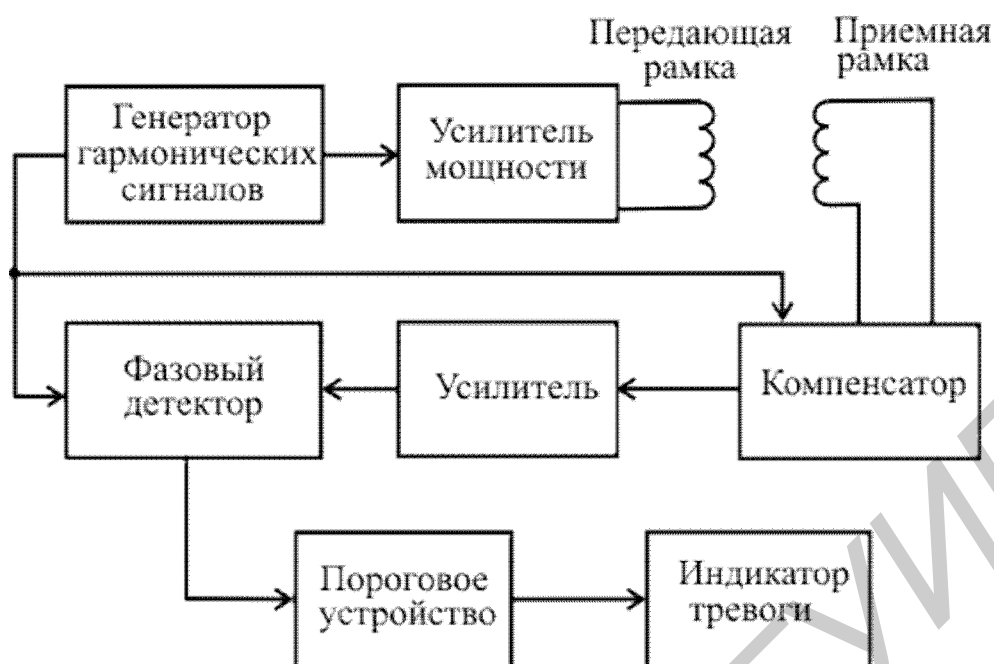 Передающая
рамка
Приемная
рамка
Генератор
гармонических
сигналов
Усилитель
мощности
Фазовый
детектор
Усилитель
Компенсатор
Пороговое
устройство
Индикатор
тревоги